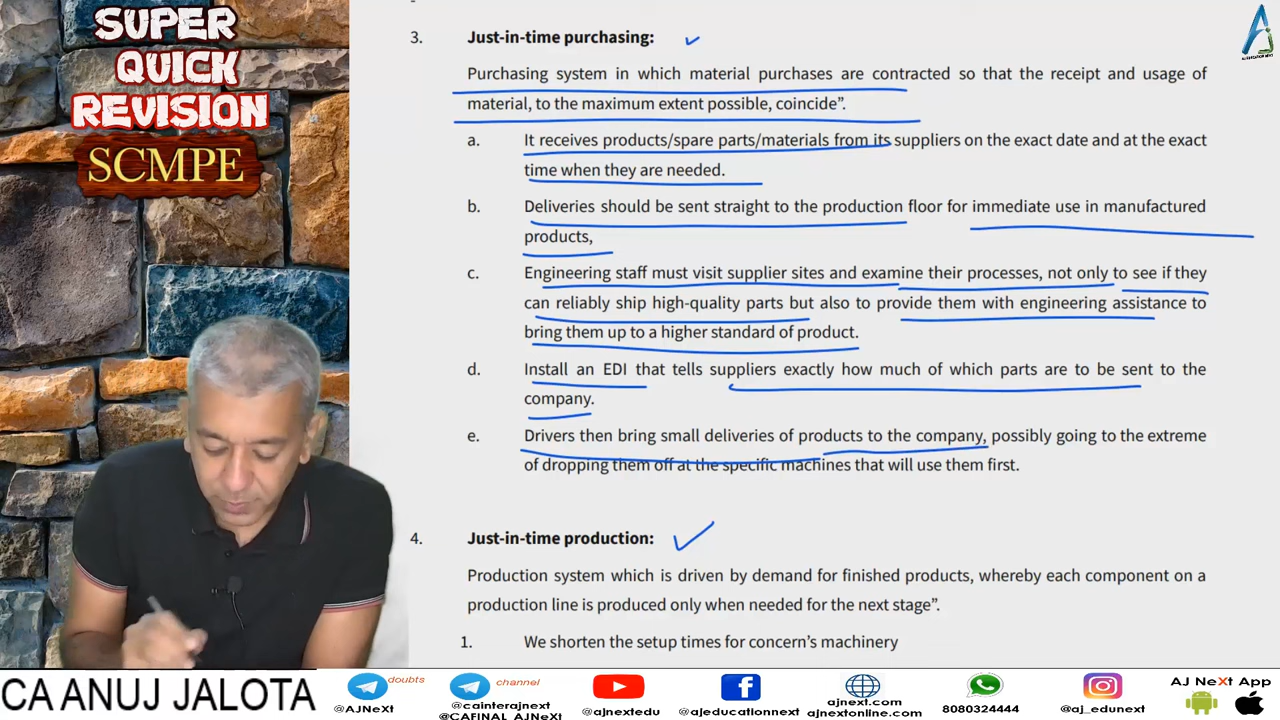 SUPER
QUICK
REVISION
SCMPE
3. Just-in-time purchasing:
Purchasing system in which material purchases are contracted so that the receipt and usage of
material, to the maximum extent possible, coincide”.
a. It receives products/spare parts/materials from its suppliers on the exact date and at the exact
time when they are needed.
b. Deliveries should be sent straight to the production floor for immediate use in manufactured
products,
c. Engineering staff must visit supplier sites and examine their processes, not only to see if they
can reliably ship high-quality parts but also to provide them with engineering assistance to
bring them up to a higher standard of product.
d. Install an EDI that tells suppliers exactly how much of which parts are to be sent to the
company.
e. Drivers then bring small deliveries of products to the company, possibly going to the extreme
of dropping them off at the specific machines that will use them first.
4. Just-in-time production:
Production system which is driven by demand for finished products, whereby each component on a
production line is produced only when needed for the next stage”.
1. We shorten the setup times for concern’s machinery
CA ANUJ JALOTA
doubts
@AJNeXt
channel
@cainterajnext
@CAFINAL_AJNeXt
@ajnextedu
@ajeducationnext
ajnext.com
ajnextonline.com
8080324444
@aj_edunext
AJ NeXt App